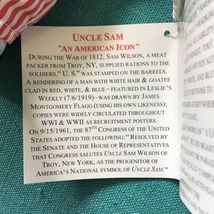 UNCLE SAM
"AN AMERICAN ICON"
DURING THE WAR OF 1812, SAM WILSON, A MEAT
PACKER FROM TROY, NY, SUPPLIED RATIONS TO THE
SOLDIERS." U. S." WAS STAMPED ON THE BARRELS.
A RENDERING OF A MAN WITH WHITE HAIR & GOATEE
CLAD IN RED, WHITE, & BLUE -FEATURED IN LESLIE'S
WEEKLY (7/6/1919) -WAS DRAWN BY JAMES
MONTGOMERY FLAGG (USING HIS OWN LIKENESS);
COPIES WERE WIDELY CIRCULATED THROUGHOUT
WWI & WWII AS RECRUITMENT POSTERS.
ON 9/15/1961, THE 87TH CONGRESS OF THE UNITED
STATES ADOPTED THE FOLLOWING: "RESOLVED BY
THE SENATE AND THE HOUSE OF REPRESENTATIVES
THAT CONGRESS SALUTES UNCLE SAM WILSON OF
TROY, NEW YORK, AS THE PROGENITOR OF
AMERICA'S NATIONAL SYMBOL OF UNCLE SAM."